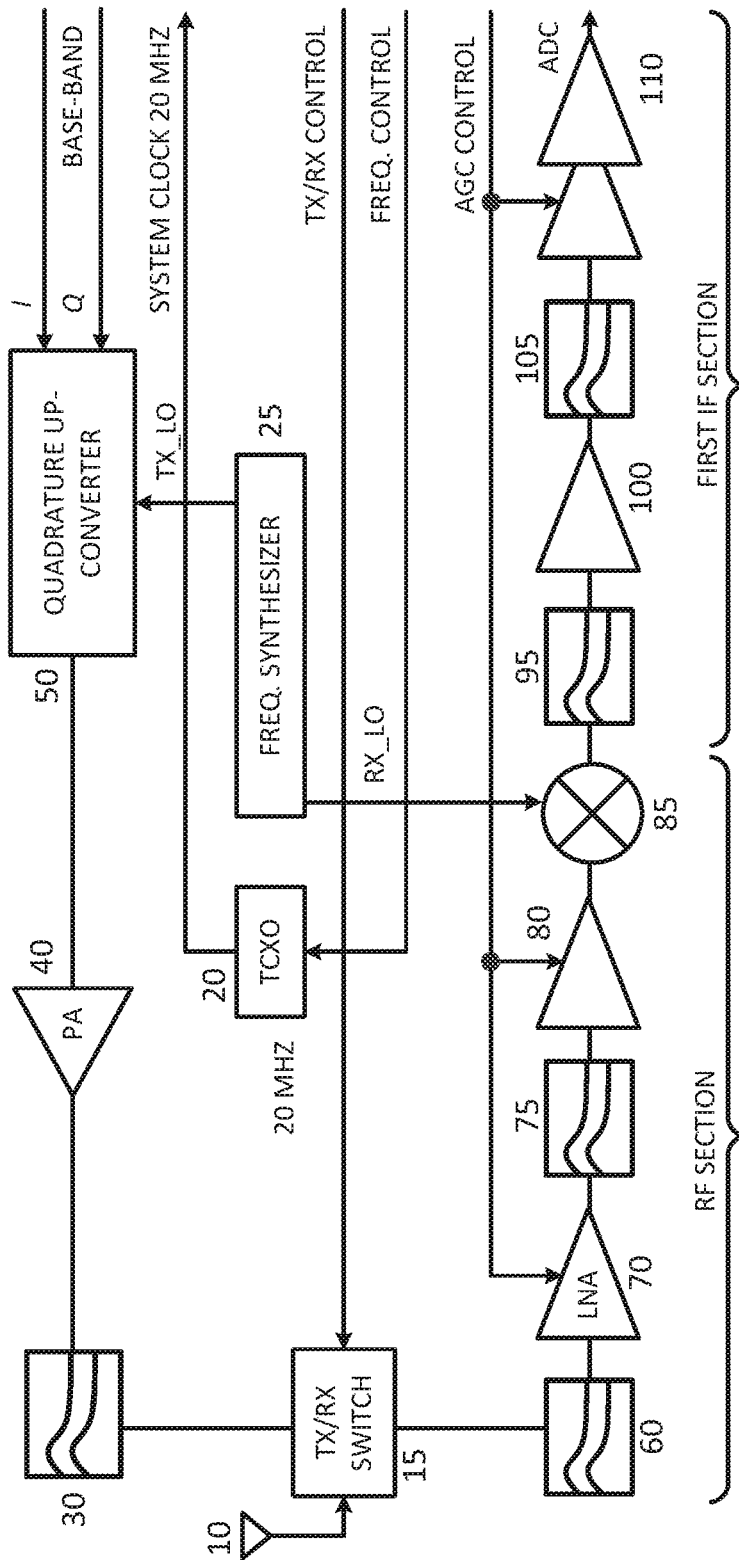 I
Q
BASE-BAND
QUADRATURE UP-
CONVERTER
50
40
PA
30
TX_LO
SYSTEM CLOCK 20 MHZ
25
FREQ. SYNTHESIZER
20
TCXO
20 MHZ
TX/RX CONTROL
FREQ. CONTROL
RX_LO
10
TX/RX
SWITCH
15
AGC CONTROL
60
LNA
70
75
80
85
95
100
105
ADC
110
RF SECTION
FIRST IF SECTION